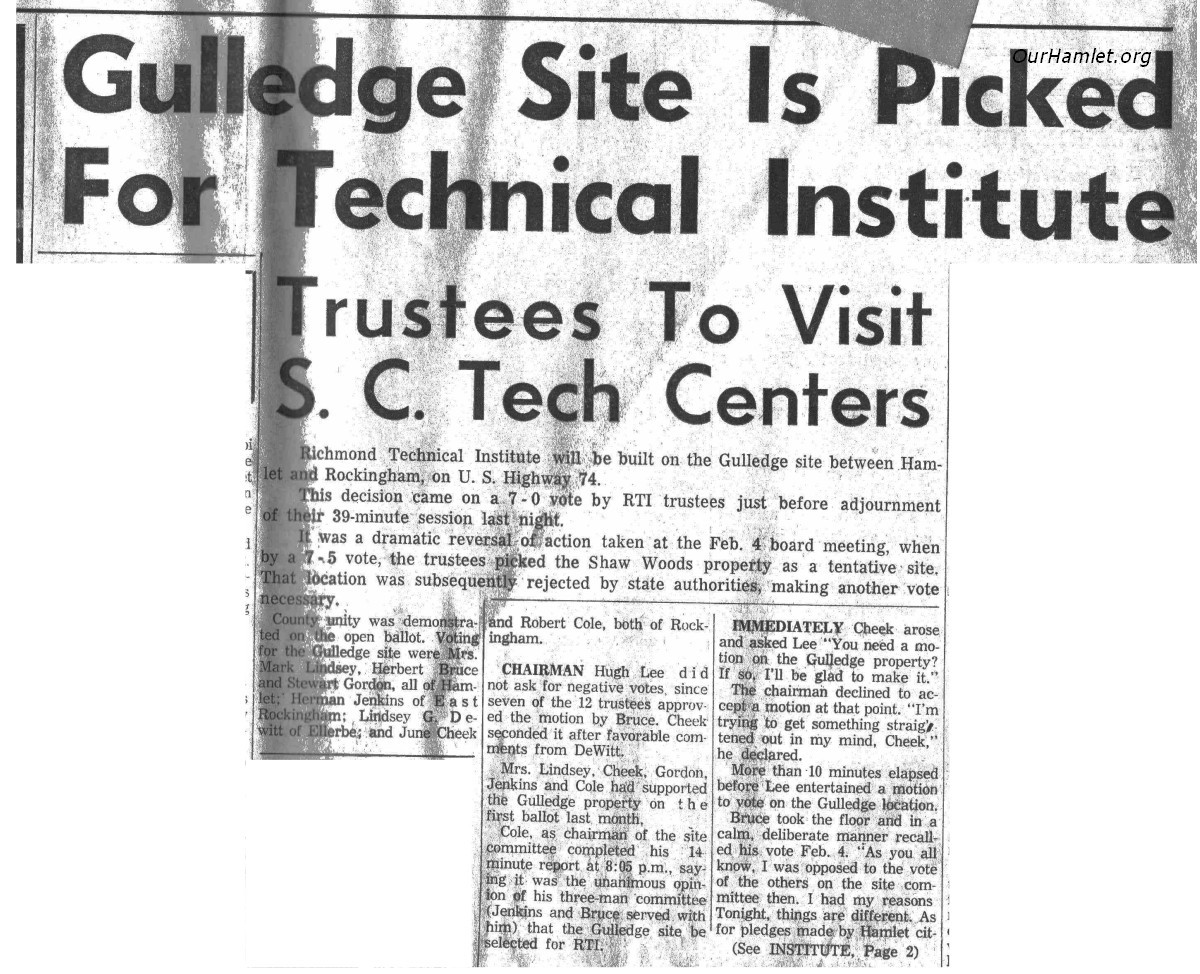 OurHamlet.org
Gulledge Site Is Picked
For Technical Institute
Trustees To Visit
S. C. Tech Centers
Richmond Technical Institute will be built on the Gulledge site between Ham-
let and Rockingham, on U. S. Highway 74.
This decision came on a 7-0 vote by RTI trustees just before adjournment
of their 39-minute session last night.
It was a dramatic reversal of action taken at the Feb. 4 board meeting, when
by a 7-5 vote, the trustees picked the Shaw Woods property as a tentative site.
That location was subsequently rejected by state authorities, making another vote
necessary.
County unity was demonstra-
ted on the open ballot. Voting
for the Gulledge site were Mrs.
Mark Lindsey, Herbert Bruce
and Stewart Gordon, all of Ham-
let; Herman Jenkins of East
Rockingham; Lindsey G. De-
witt of Ellerbe; and June Cheek
and Robert Cole, both of Rock-
ingham.
CHAIRMAN Hugh Lee did
not ask for negative votes, since
seven of the 12 trustees approv-
ed the motion by Bruce. Cheek
seconded it after favorable com-
ments from DeWitt.
Mrs. Lindsey, Cheek, Gordon,
Jenkins and Cole had supported
the Gulledge property on the
first ballot last month.
Cole, as chairman of the site
committee completed his 14
minute report at 8:05 p.m., say-
ing it was the unanimous opin-
ion of his three-man committee
(Jenkins and Bruce served with
him) that the Gulledge site be
selected for RTI.
IMMEDIATELY Cheek arose
and asked Lee "You need a mo-
tion on the Gulledge property?
If so, I'll be glad to make it."
The chairman declined to ac-
cept a motion at that point. "I'm
trying to get something straig
tened out in my mind, Cheek,"
he declared.
More than 10 minutes elapsed
before Lee entertained a motion
to vote on the Gulledge location.
Bruce took the floor and in a
calm, deliberate manner recall-
ed his vote Feb. 4. "As you all
know, I was opposed to the vote
of the others on the site com-
mittee then. I had my reasons
Tonight, things are different. As
for pledges made by Hamlet cit-
(See INSTITUTE, Page 2)